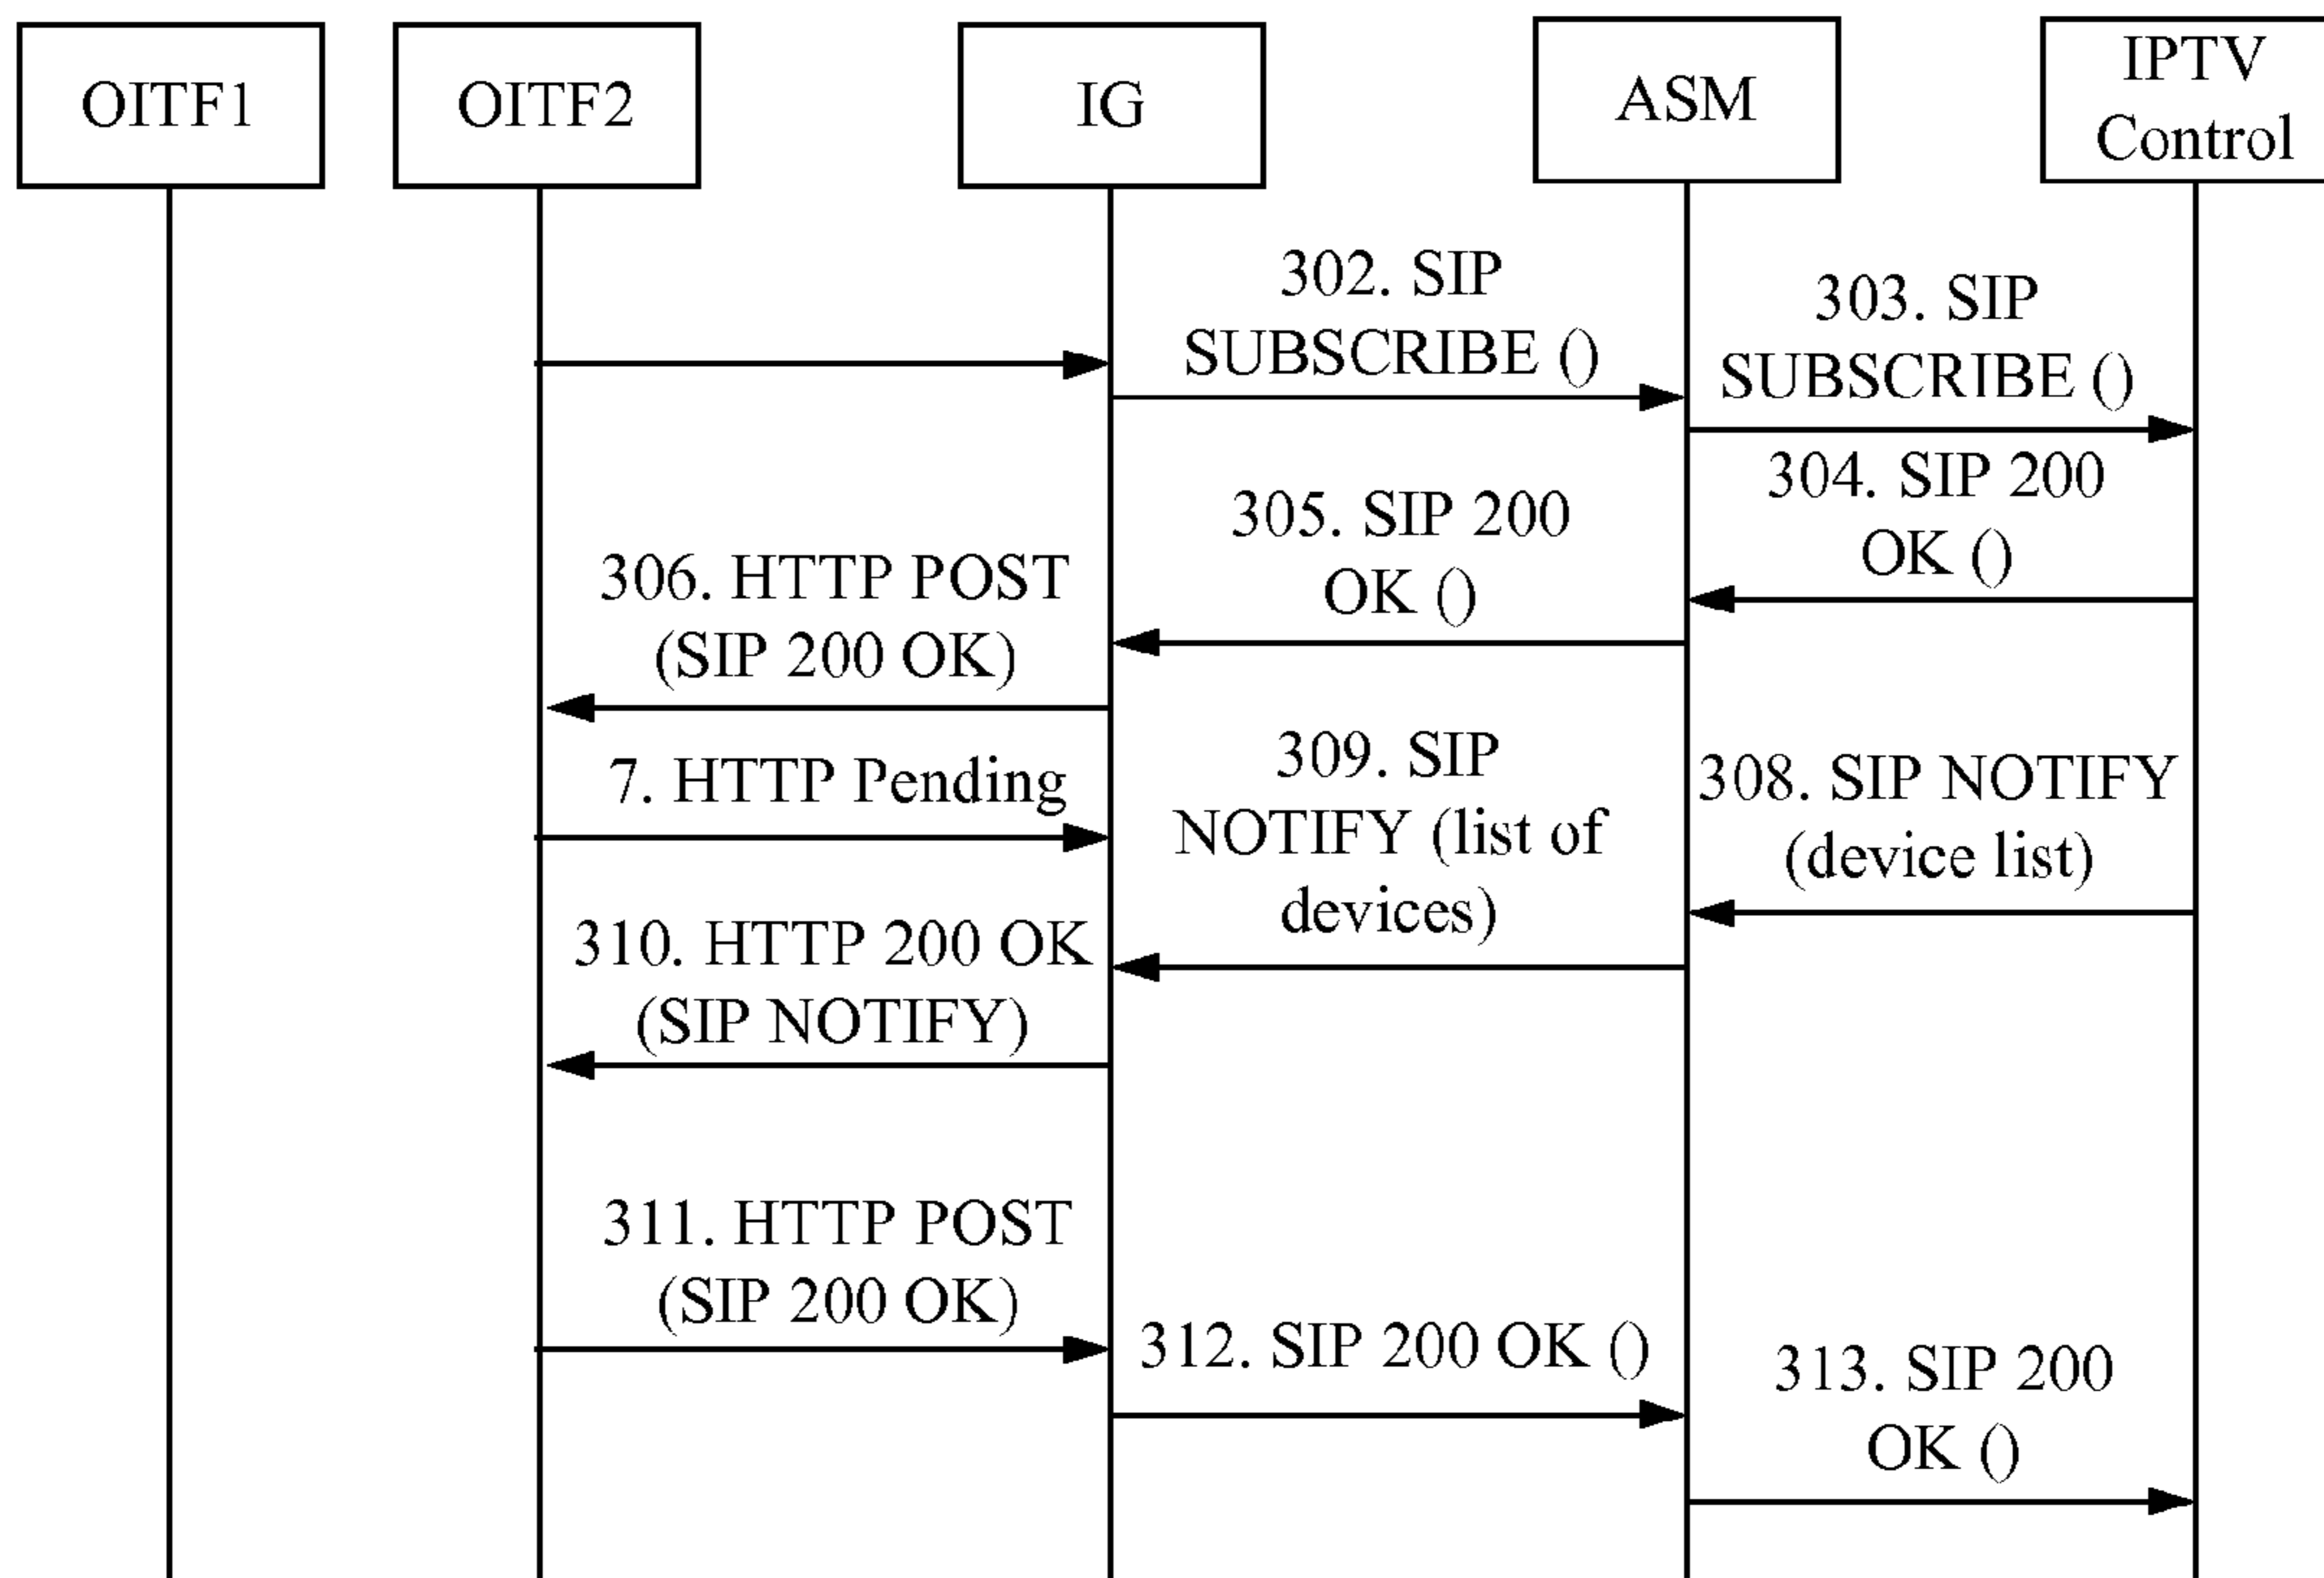 OITF1
OITF2
IG
ASM
IPTV
Control
302. SIP
SUBSCRIBE ()
303. SIP
SUBSCRIBE ()
304. SIP 200
OK ()
305. SIP 200
OK ()
306. HTTP POST
(SIP 200 OK)
7. HTTP Pending
308. SIP NOTIFY
(device list)
309. SIP
NOTIFY (list of
devices)
310. HTTP 200 OK
(SIP NOTIFY)
311. HTTP POST
(SIP 200 OK)
312. SIP 200 OK ()
313. SIP 200
OK ()